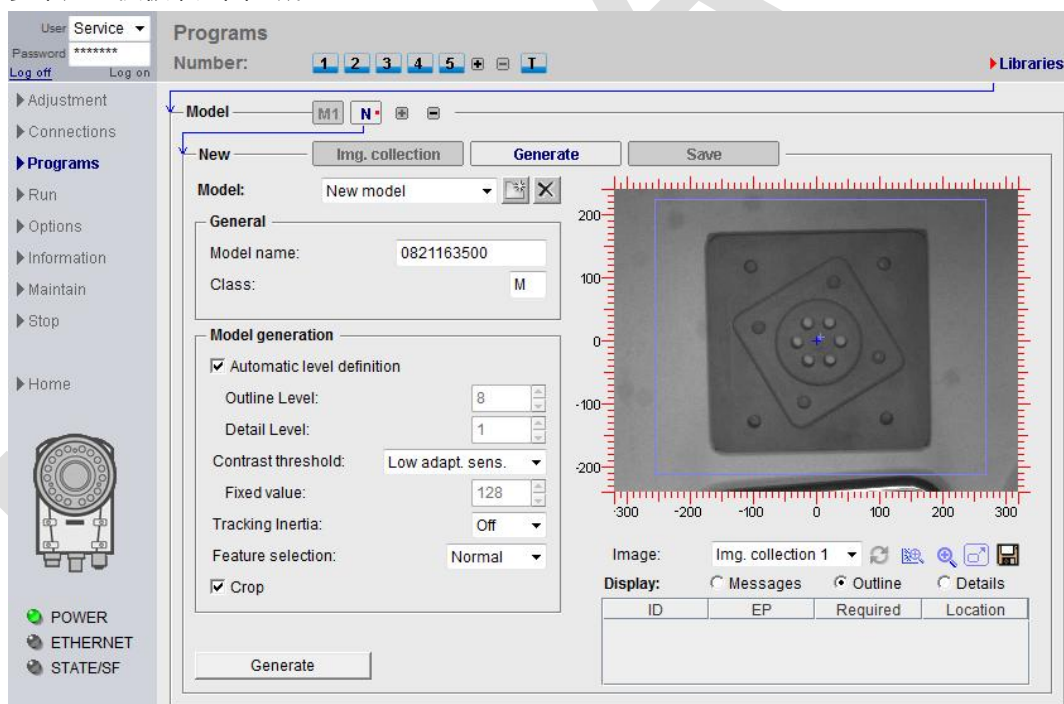 User Service
Password *******
Log off Log on
Programs
Number: 1 2 3 4 5 T
Libraries
Adjustment
Connections
Programs
Run
Options
Information
Maintain
Stop
Home
POWER
ETHERNET
STATE/SF
Model M1 N
New Img. collection Generate Save
Model: New model
General
Model name: 0821163500
Class: M
Model generation
Automatic level definition
Outline Level: 8
Detail Level: 1
Contrast threshold: Low adapt. sens.
Fixed value: 128
Tracking Inertia: Off
Feature selection: Normal
Crop
Generate
200
100
0
-100
-200
-300 -200 -100 0 100 200 300
Image: Img. collection 1
Display: Messages Outline Details
ID EP Required Location